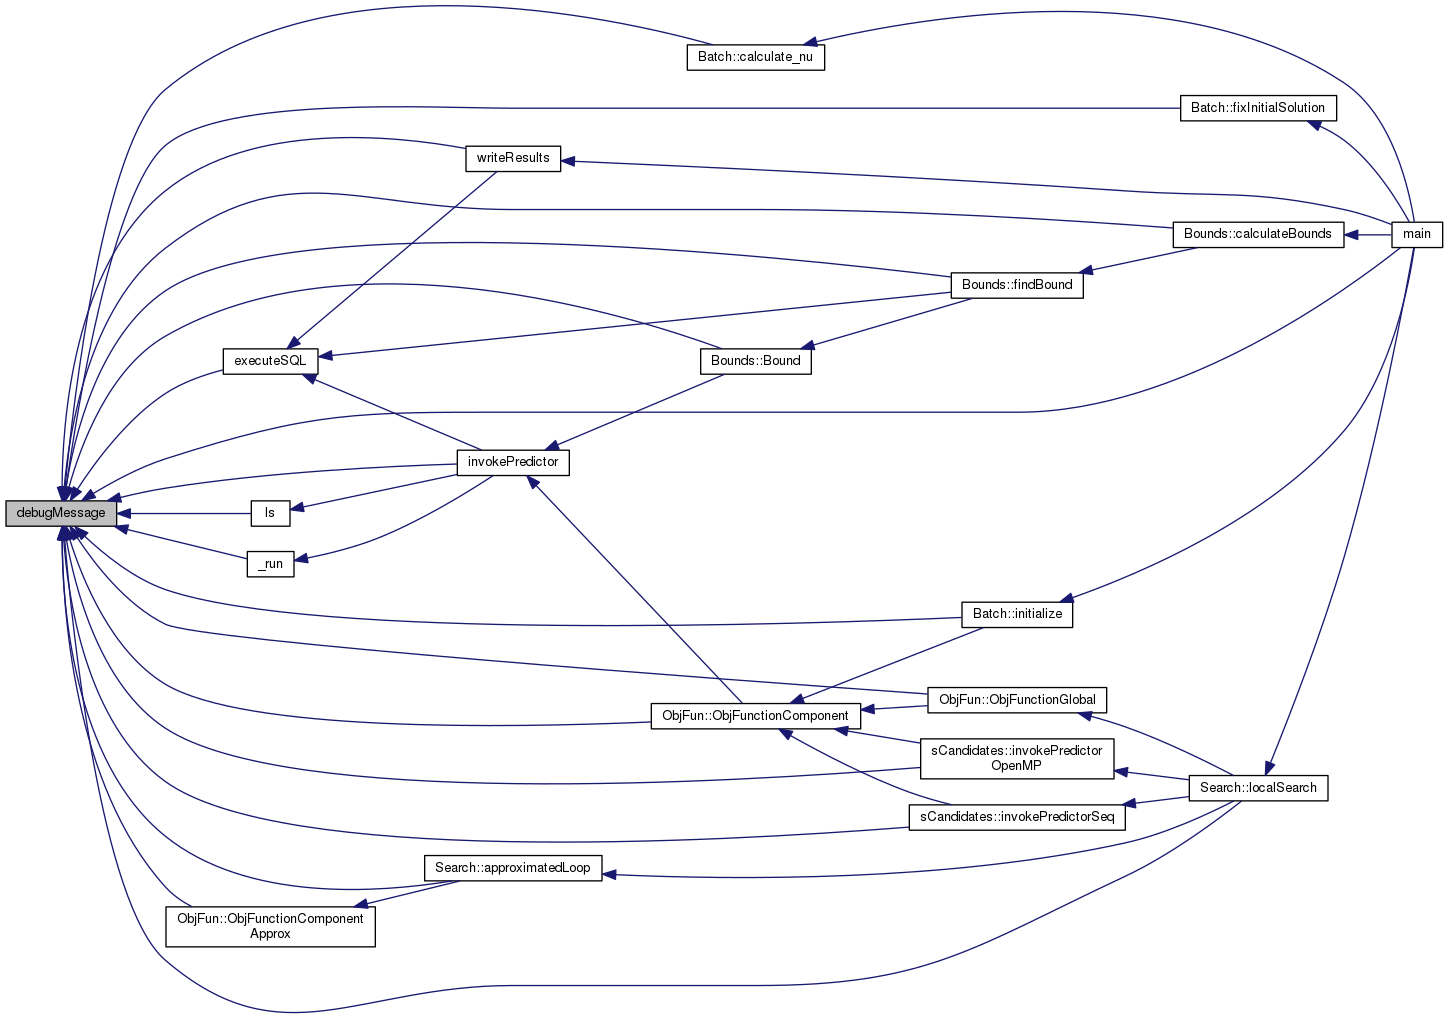 Batch::calculate_nu
Batch::fixInitialSolution
writeResults
Bounds::calculateBounds
main
Bounds::findBound
executeSQL
Bounds::Bound
invokePredictor
debugMessage
ls
_run
Batch::initialize
ObjFun::ObjFunctionGlobal
ObjFun::ObjFunctionComponent
sCandidates::invokePredictor
OpenMP
Search::localSearch
sCandidates::invokePredictorSeq
Search::approximatedLoop
ObjFun::ObjFunctionComponent
Approx